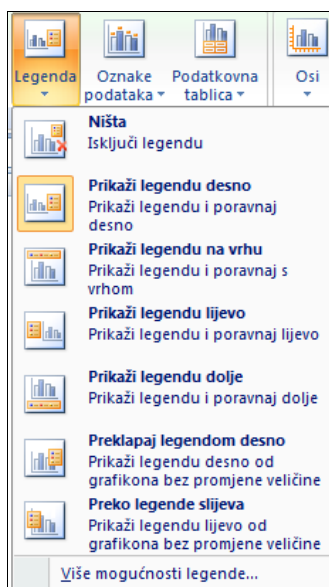 Legenda
Oznake podataka
Podatkovna tablica
Osi
Ništa
Isključi legendu
Prikaži legendu desno
Prikaži legendu i poravnaj
desno
Prikaži legendu na vrhu
Prikaži legendu i poravnaj s
vrhom
Prikaži legendu lijevo
Prikaži legendu i poravnaj lijevo
Prikaži legendu dolje
Prikaži legendu i poravnaj dolje
Preklapaj legendom desno
Prikaži legendu desno od
grafikona bez promjene veličine
Preko legende slijeva
Prikaži legendu lijevo od
grafikona bez promjene veličine
Više mogućnosti legende...